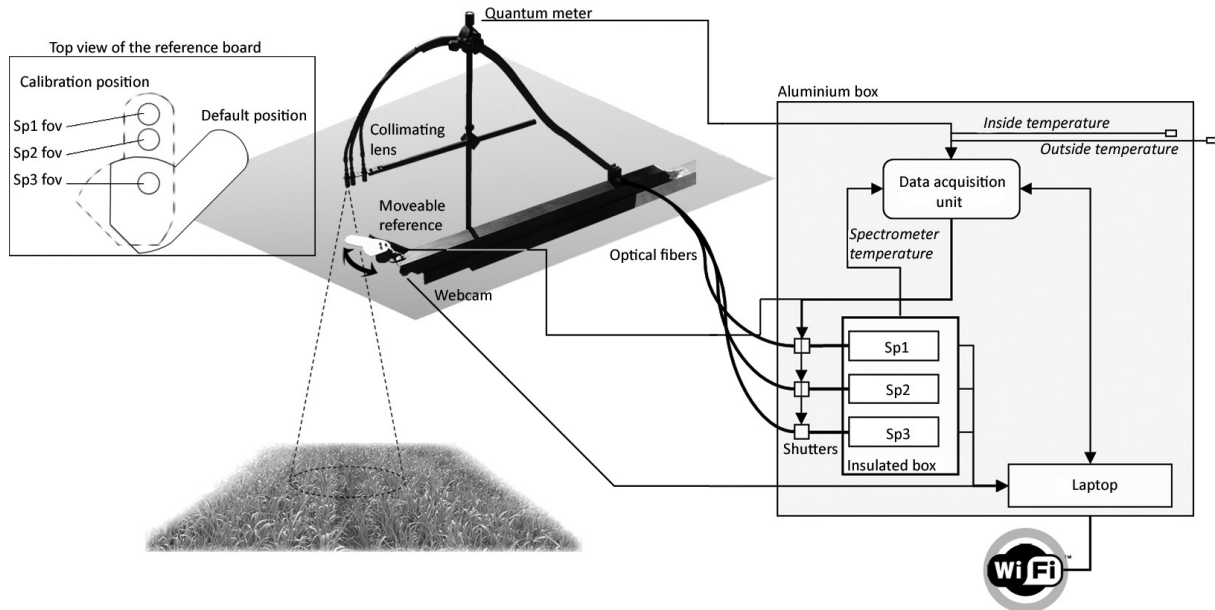 Quantum meter
Top view of the reference board
Calibration position
Default position
Sp1 fov
Sp2 fov
Sp3 fov
Collimating
lens
Moveable
reference
Webcam
Optical fibers
Aluminium box
Inside temperature
Outside temperature
Data acquisition
unit
Spectrometer
temperature
Sp1
Sp2
Sp3
Shutters
Insulated box
Laptop
WiFi
TM